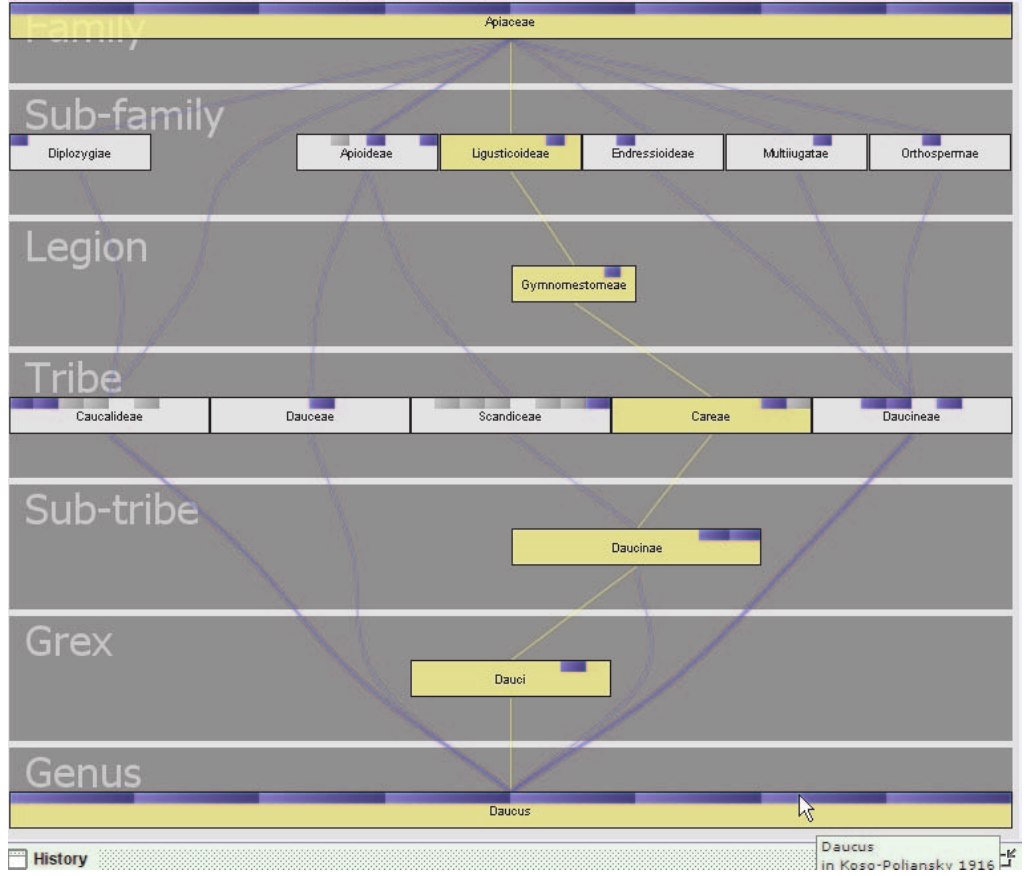 Family
Apiaceae
Sub-family
Diplozygiae
Apioideae
Ligusticoideae
Endressioideae
Multiiugatae
Orthospermae
Legion
Gymnomestomeae
Tribe
Caucalideae
Dauceae
Scandiceae
Careae
Daucineae
Sub-tribe
Daucinae
Grex
Dauci
Genus
Daucus
History
Daucus
in Koso-Poliansky 1916